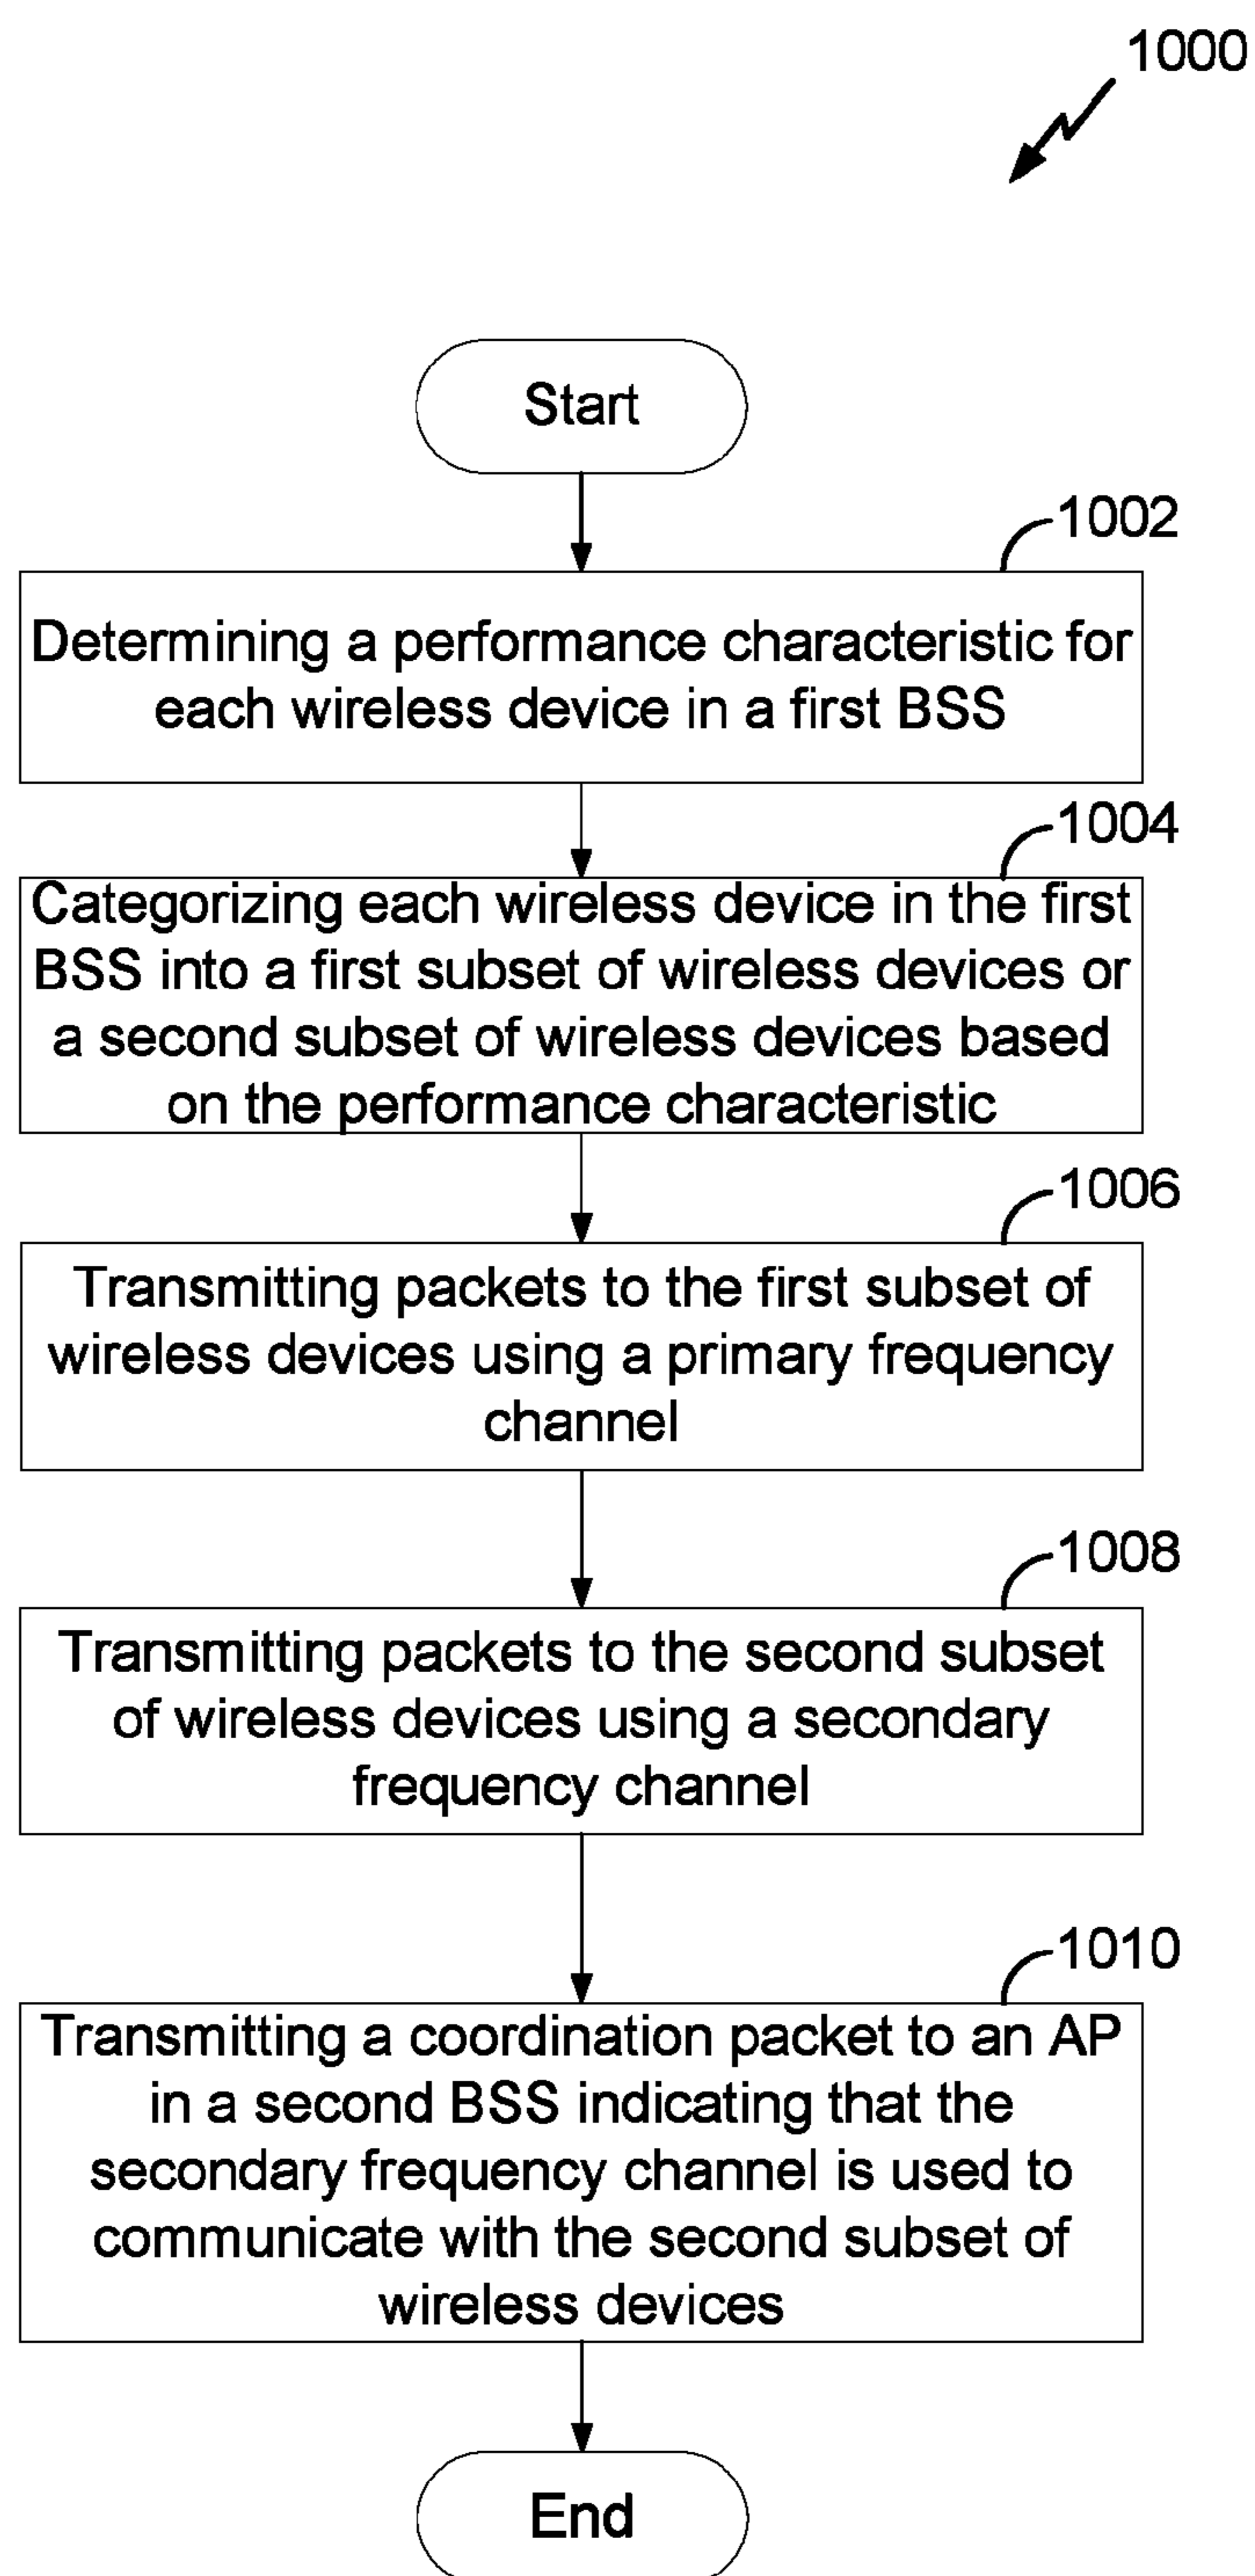 1000
Start
1002
Determining a performance characteristic for
each wireless device in a first BSS
1004
Categorizing each wireless device in the first
BSS into a first subset of wireless devices or
a second subset of wireless devices based
on the performance characteristic
1006
Transmitting packets to the first subset of
wireless devices using a primary frequency
channel
1008
Transmitting packets to the second subset
of wireless devices using a secondary
frequency channel
1010
Transmitting a coordination packet to an AP
in a second BSS indicating that the
secondary frequency channel is used to
communicate with the second subset of
wireless devices
End